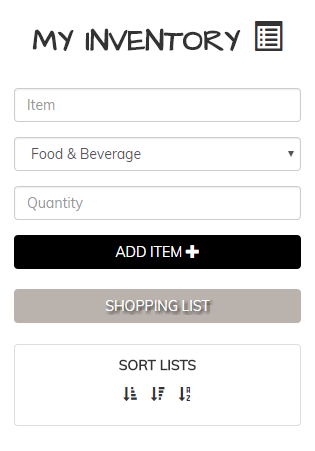 MY INVENTORY
Item
Food & Beverage
Quantity
ADD ITEM
SHOPPING LIST
SORT LISTS